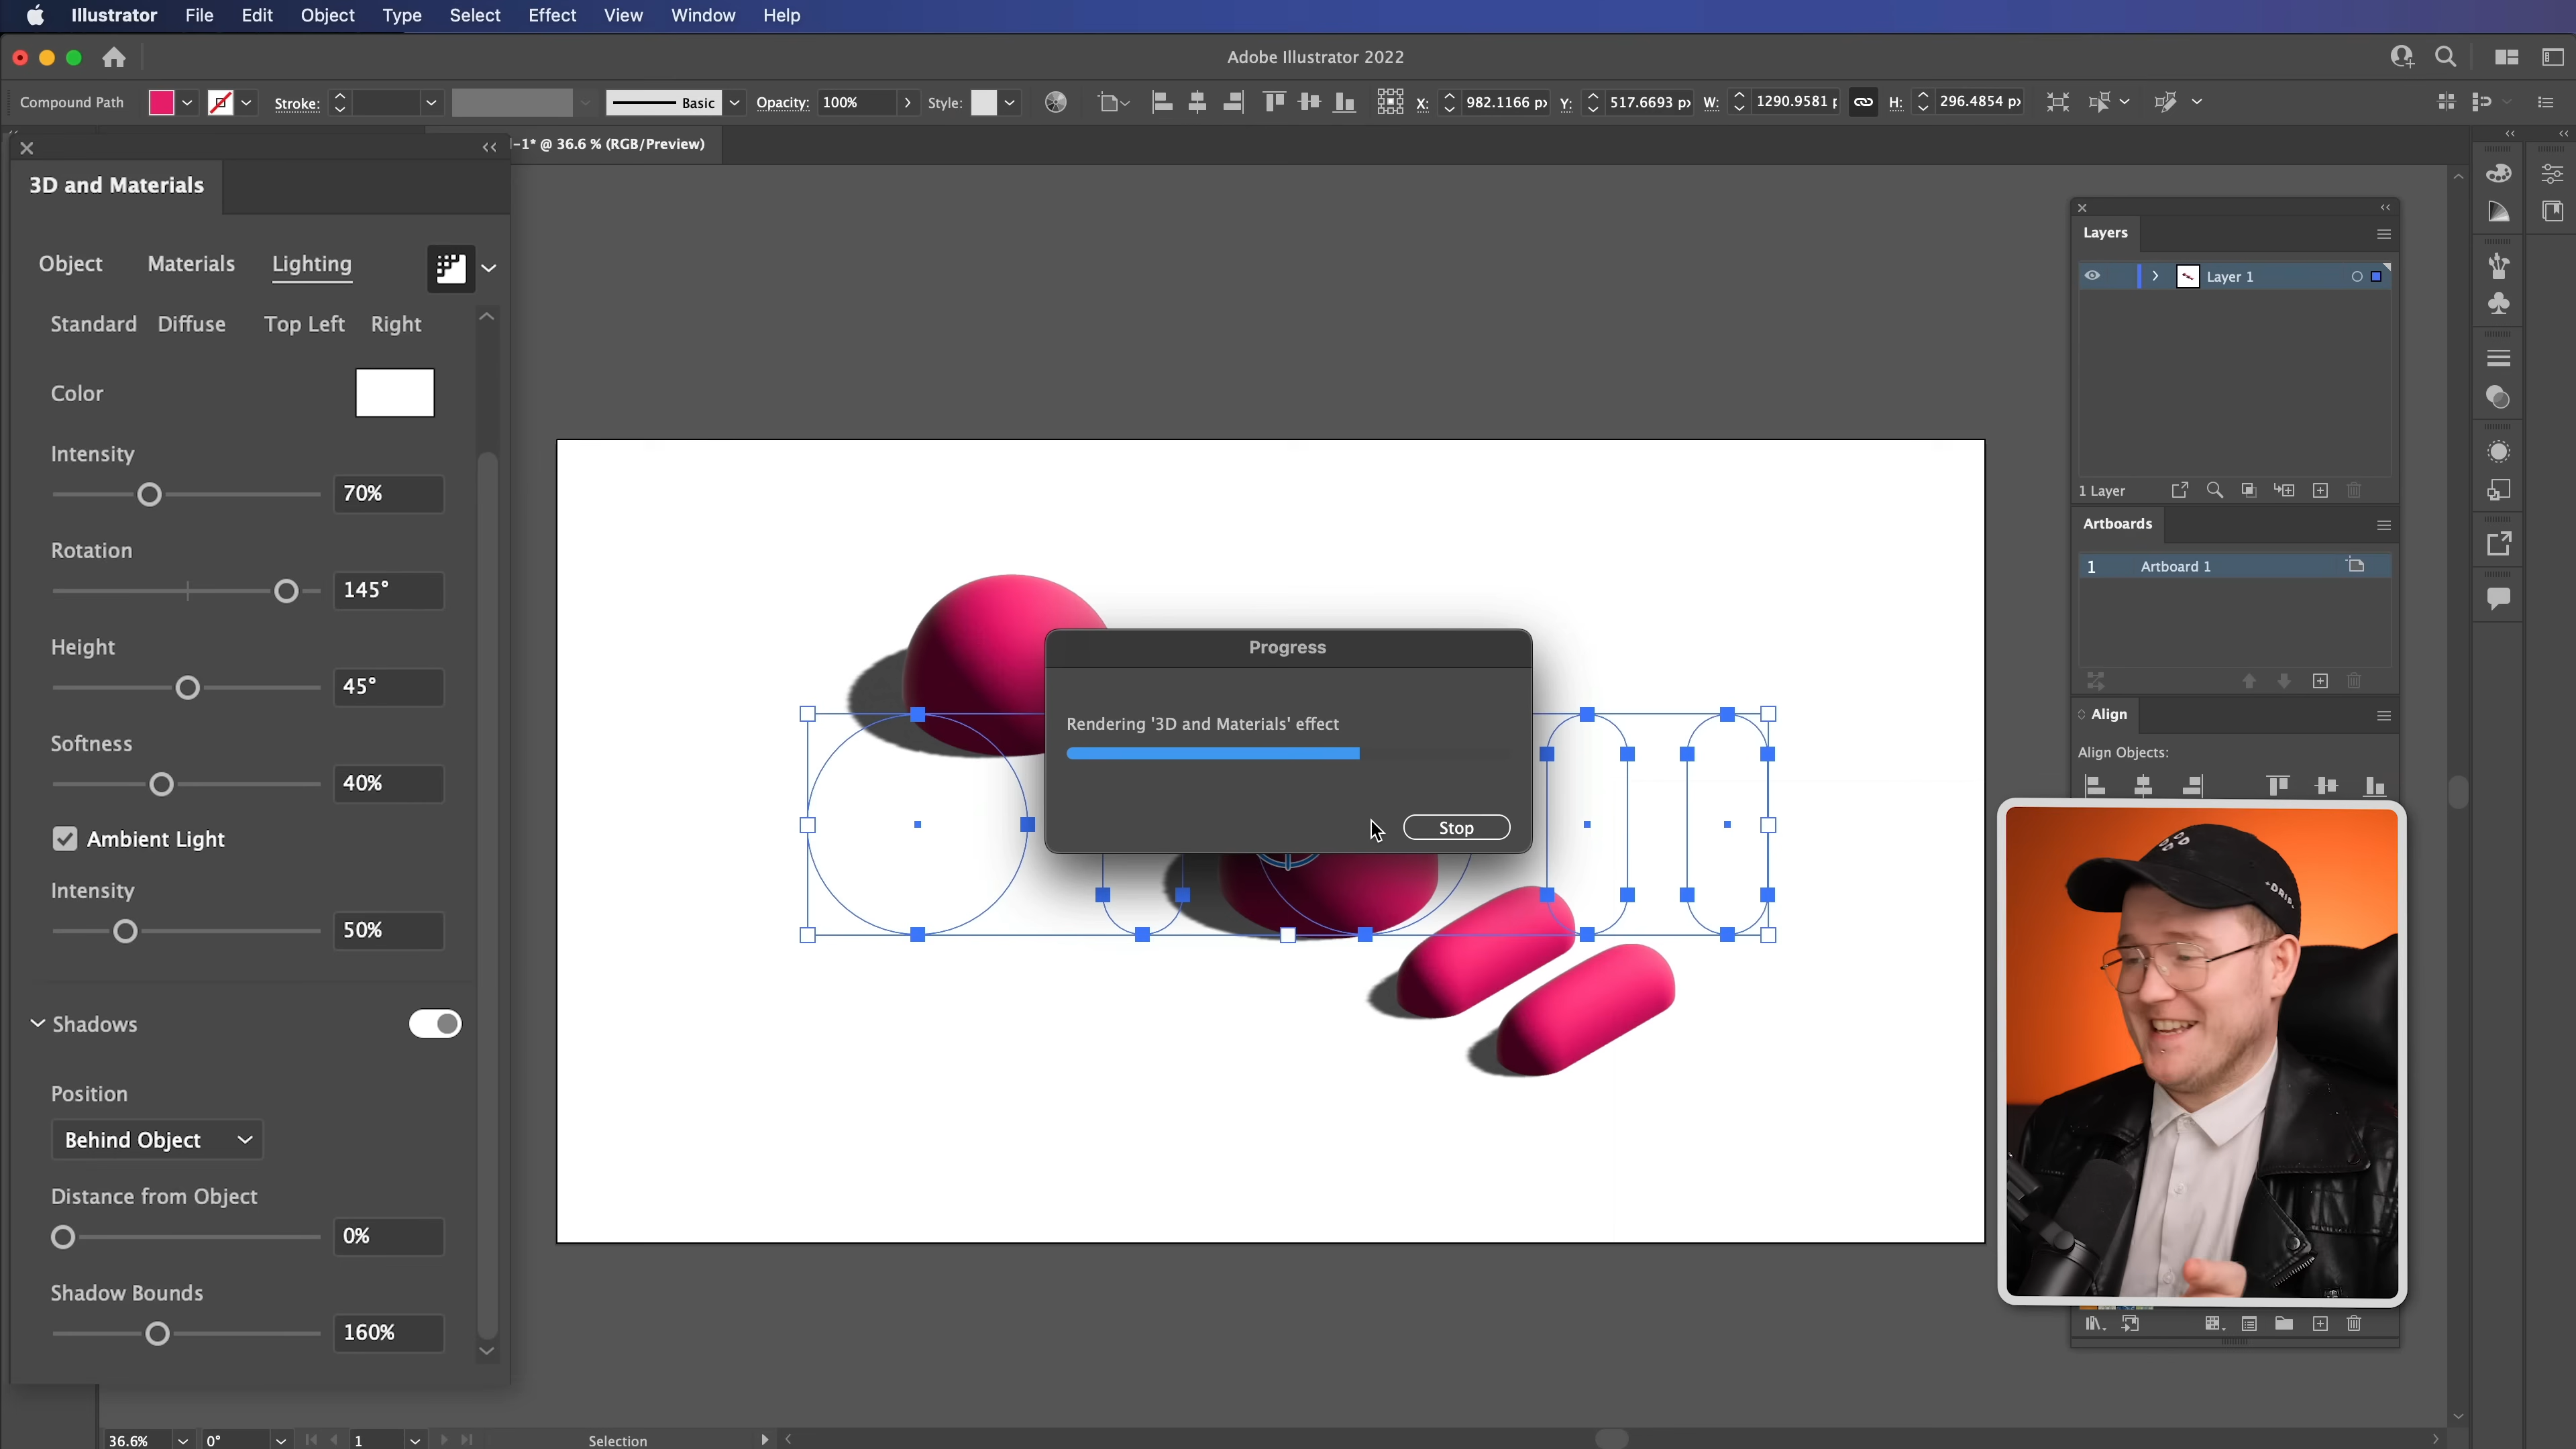 Illustrator File Edit Object Type Select Effect View Window Help
Adobe Illustrator 2022
Compound Path Stroke: Basic Opacity: 100% Style: X: 982.1166 px Y: 517.6693 px W: 1290.9581 p H: 296.4854 px
-1* @ 36.6 % (RGB/Preview)
3D and Materials
Object Materials Lighting
Standard Diffuse Top Left Right
Color
Intensity
70%
Rotation
145°
Height
45°
Softness
40%
Ambient Light
Intensity
50%
Shadows
Position
Behind Object
Distance from Object
0%
Shadow Bounds
160%
Progress
Rendering '3D and Materials' effect
Stop
Layers
Layer 1
1 Layer
Artboards
1 Artboard 1
Align
Align Objects:
36.6% 0° 1 Selection